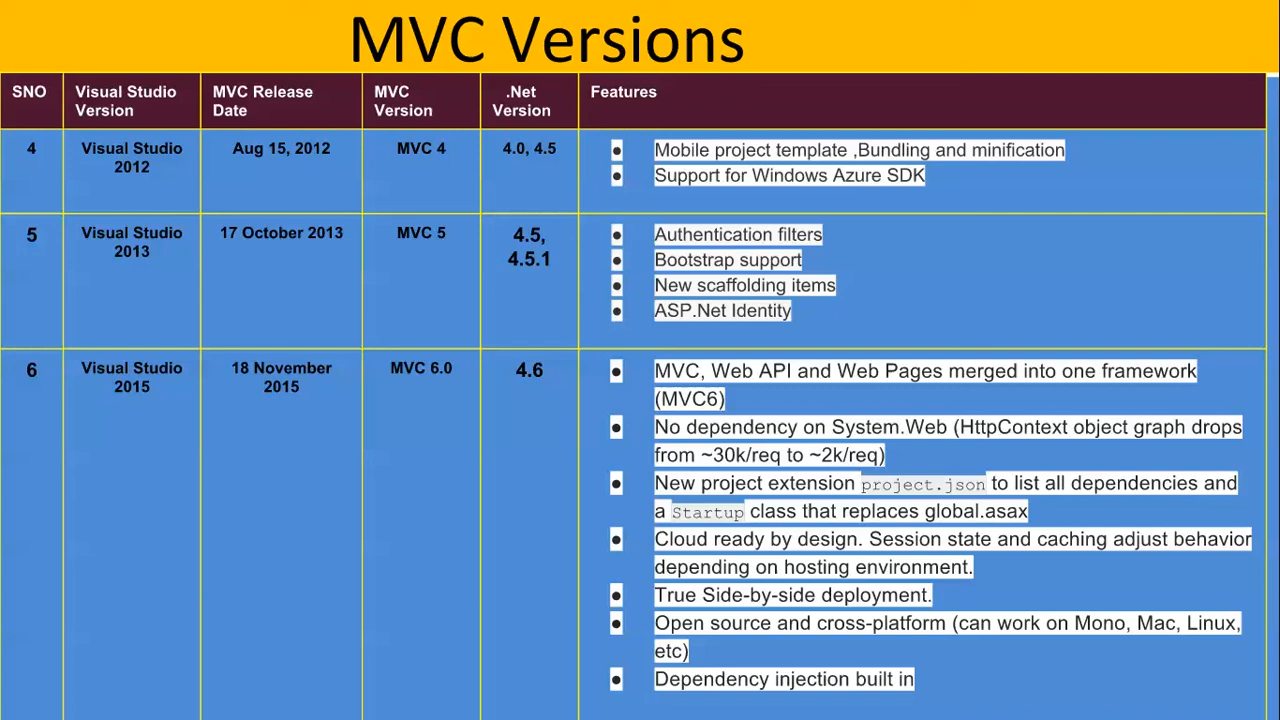 MVC Versions
SNO
Visual Studio Version
MVC Release Date
MVC Version
.Net Version
Features
4
Visual Studio 2012
Aug 15, 2012
MVC 4
4.0, 4.5
● Mobile project template ,Bundling and minification
● Support for Windows Azure SDK
5
Visual Studio 2013
17 October 2013
MVC 5
4.5, 4.5.1
● Authentication filters
● Bootstrap support
● New scaffolding items
● ASP.Net Identity
6
Visual Studio 2015
18 November 2015
MVC 6.0
4.6
● MVC, Web API and Web Pages merged into one framework
(MVC6)
● No dependency on System.Web (HttpContext object graph drops
from ~30k/req to ~2k/req)
● New project extension project.json to list all dependencies and
a Startup class that replaces global.asax
● Cloud ready by design. Session state and caching adjust behavior
depending on hosting environment.
● True Side-by-side deployment.
● Open source and cross-platform (can work on Mono, Mac, Linux,
etc)
● Dependency injection built in